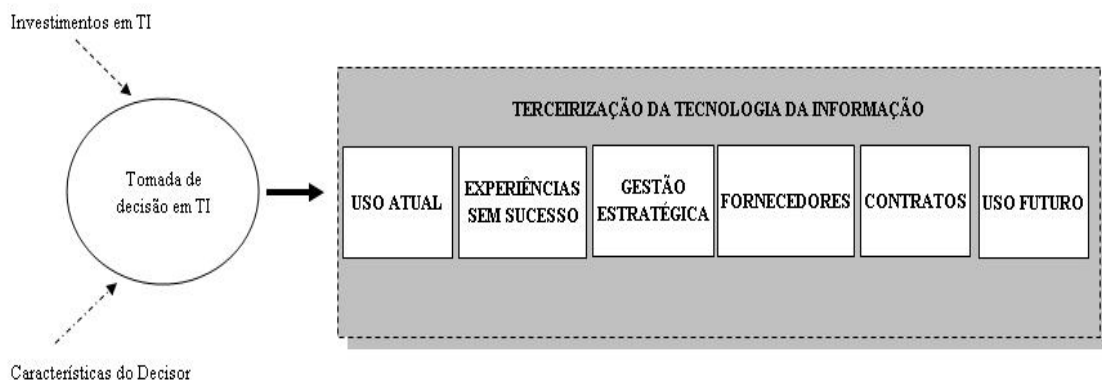 Investimentos em TI
TERCEIRIZAÇÃO DA TECNOLOGIA DA INFORMAÇÃO
Tomada de
decisão em TI
USO ATUAL
EXPERIÊNCIAS
SEM SUCESSO
GESTÃO
ESTRATÉGICA
FORNECEDORES
CONTRATOS
USO FUTURO
Características do Decisor